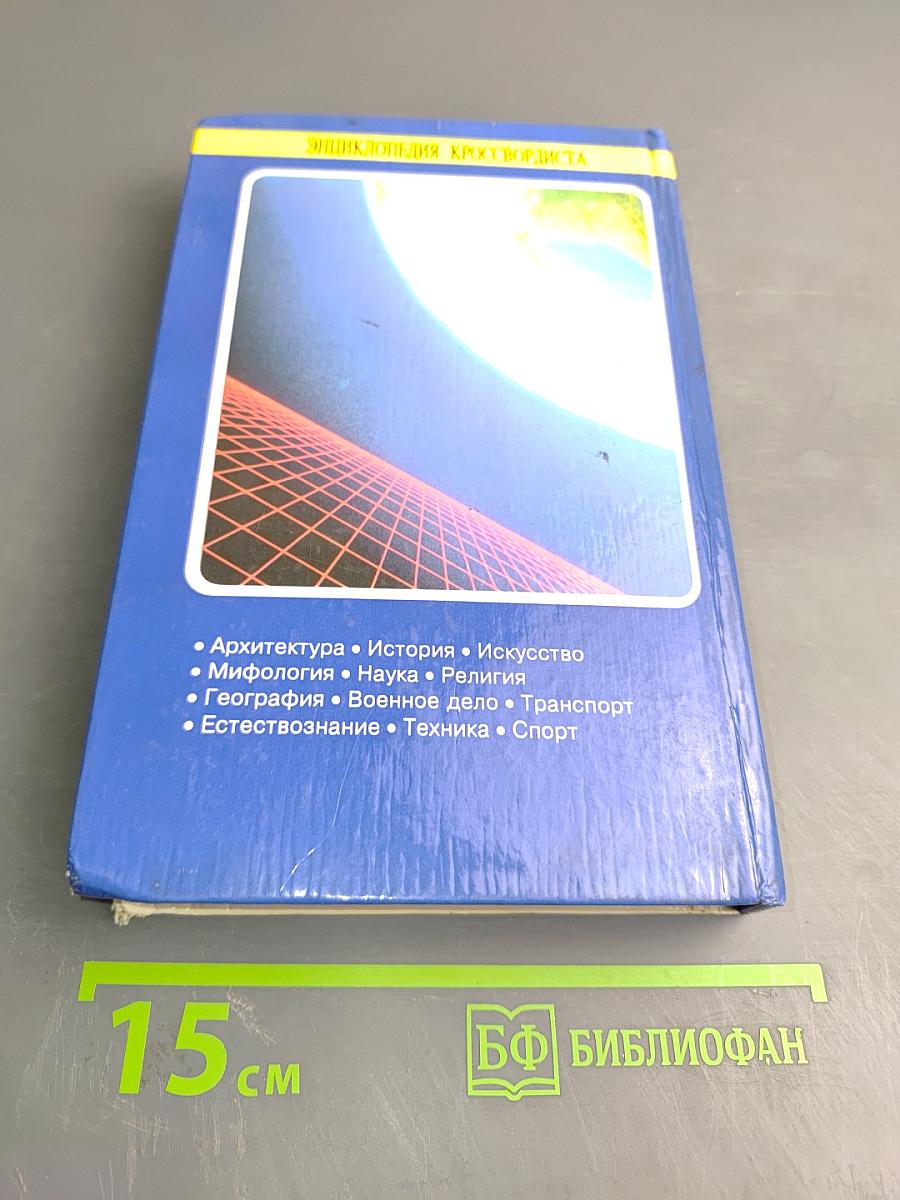 ЭНЦИКЛОПЕДИЯ КРОССВОРДИСТА
• Архитектура • История • Искусство
• Мифология • Наука • Религия
• География • Военное дело • Транспорт
• Естествознание • Техника • Спорт
15 см
БФ БИБЛИОФАН